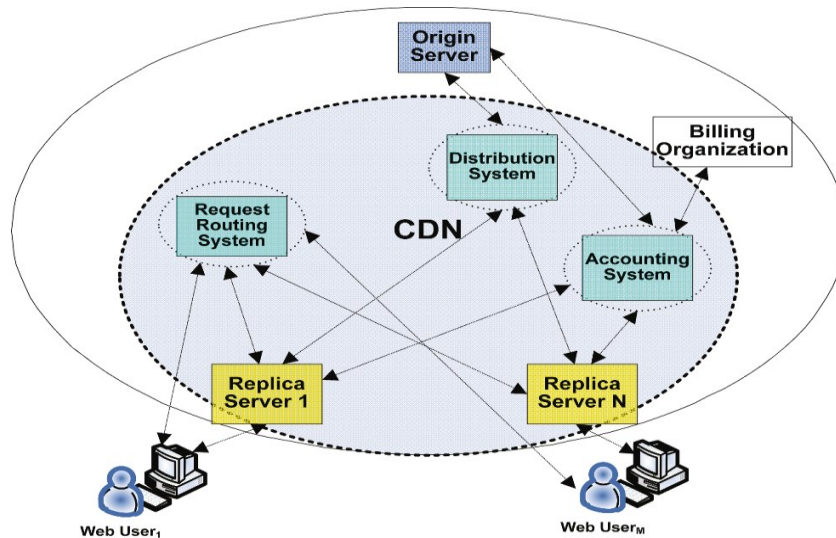 Origin
Server
Billing
Organization
Distribution
System
Request
Routing
System
CDN
Accounting
System
Replica
Server 1
Replica
Server N
Web User₁
Web Userₘ